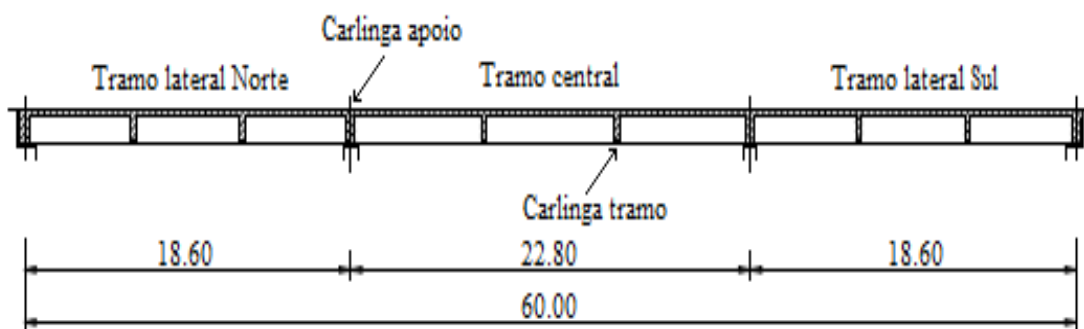 Carlinga apoio
Tramo lateral Norte
Tramo central
Tramo lateral Sul
Carlinga tramo
18.60
22.80
18.60
60.00